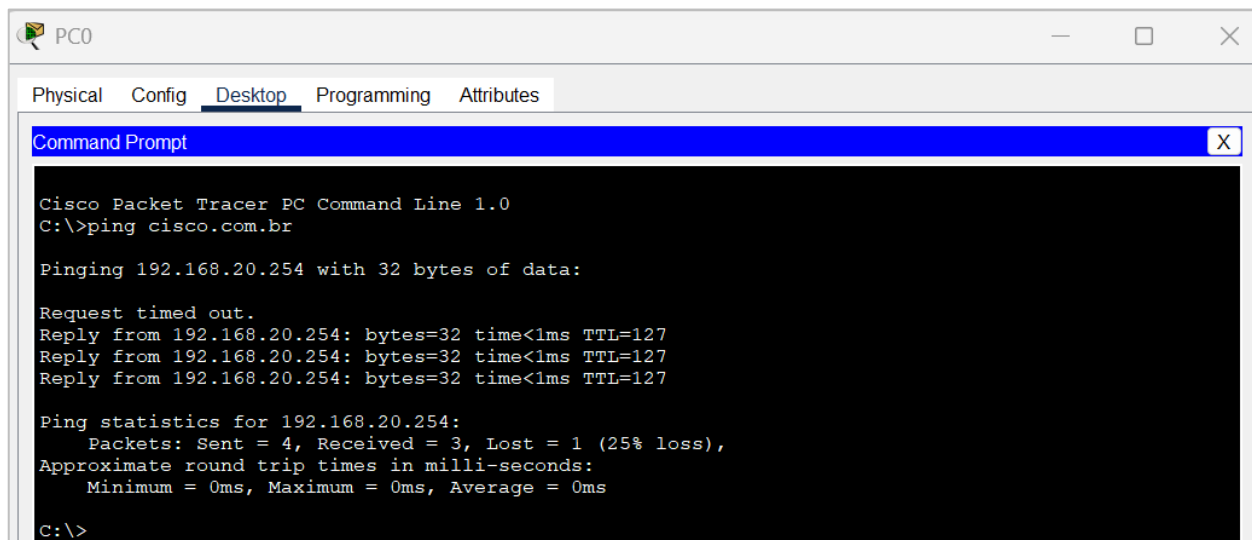 PC0
Physical Config Desktop Programming Attributes
Command Prompt X
Cisco Packet Tracer PC Command Line 1.0
C:\>ping cisco.com.br
Pinging 192.168.20.254 with 32 bytes of data:
Request timed out.
Reply from 192.168.20.254: bytes=32 time<1ms TTL=127
Reply from 192.168.20.254: bytes=32 time<1ms TTL=127
Reply from 192.168.20.254: bytes=32 time<1ms TTL=127
Ping statistics for 192.168.20.254:
    Packets: Sent = 4, Received = 3, Lost = 1 (25% loss),
Approximate round trip times in milli-seconds:
    Minimum = 0ms, Maximum = 0ms, Average = 0ms
C:\>